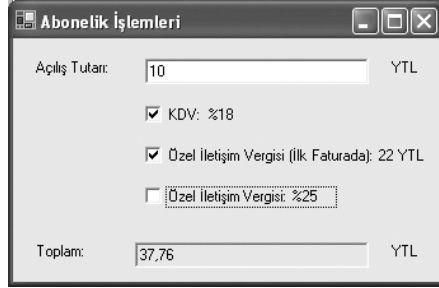 Abonelik İşlemleri
Açılış Tutarı: 10 YTL
KDV: %18
Özel İletişim Vergisi (İlk Faturada): 22 YTL
Özel İletişim Vergisi: %25
Toplam: 37,76 YTL